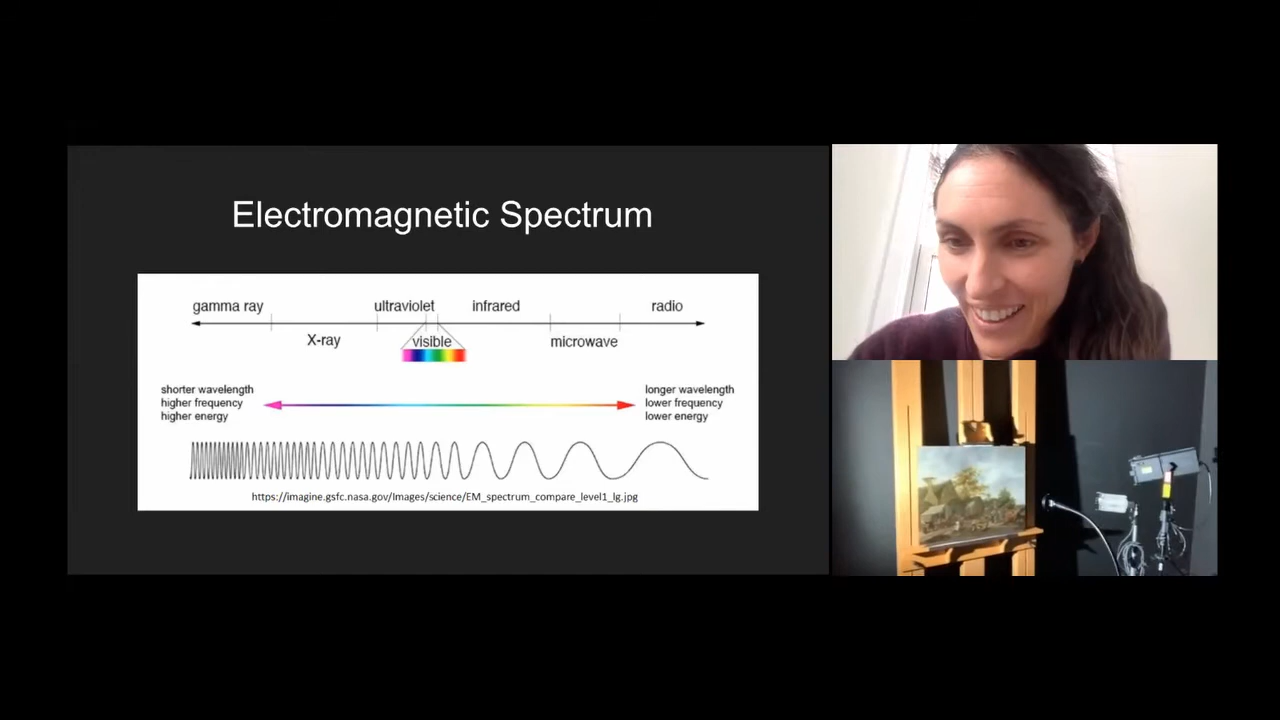 Electromagnetic Spectrum
gamma ray ultraviolet infrared radio
X-ray visible microwave
shorter wavelength longer wavelength
higher frequency lower frequency
higher energy lower energy
https://imagine.gsfc.nasa.gov/Images/science/EM_spectrum_compare_level1_lg.jpg